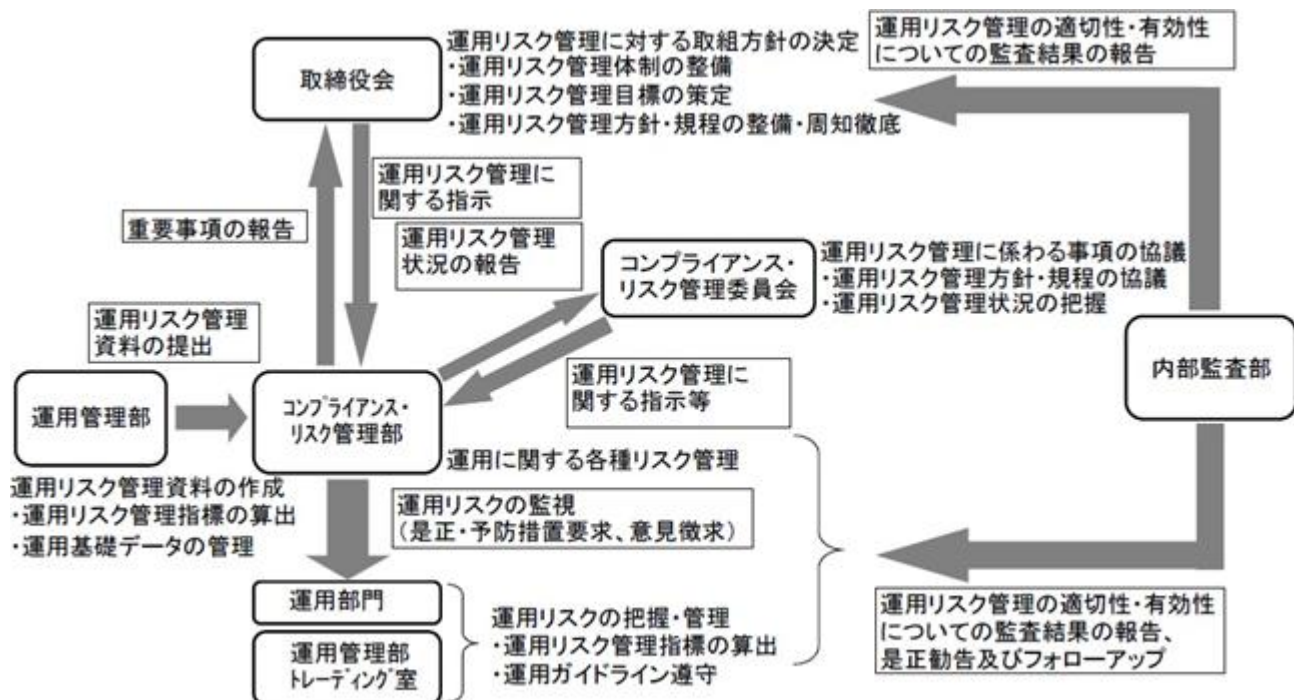 取締役会
運用リスク管理に対する取組方針の決定
・運用リスク管理体制の整備
・運用リスク管理目標の策定
・運用リスク管理方針・規程の整備・周知徹底
運用リスク管理の適切性・有効性
についての監査結果の報告
運用リスク管理に
関する指示
重要事項の報告
運用リスク管理
状況の報告
コンプライアンス・
リスク管理委員会
運用リスク管理に係わる事項の協議
・運用リスク管理方針・規程の協議
・運用リスク管理状況の把握
運用リスク管理
資料の提出
内部監査部
運用リスク管理に
関する指示等
運用管理部
コンプライアンス・
リスク管理部
運用に関する各種リスク管理
運用リスク管理資料の作成
・運用リスク管理指標の算出
・運用基礎データの管理
運用リスクの監視
(是正・予防措置要求、意見徴求)
運用部門
運用管理部
トレーディング室
運用リスクの把握・管理
・運用リスク管理指標の算出
・運用ガイドライン遵守
運用リスク管理の適切性・有効性
についての監査結果の報告、
是正勧告及びフォローアップ